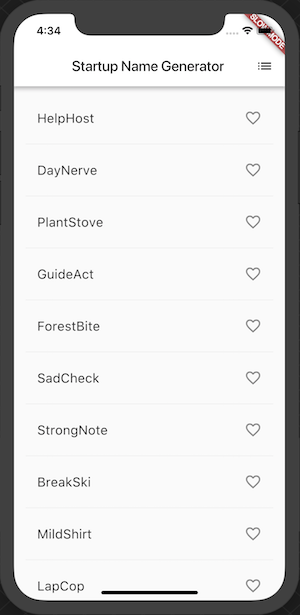 4:34
SLOW MODE
Startup Name Generator
HelpHost
DayNerve
PlantStove
GuideAct
ForestBite
SadCheck
StrongNote
BreakSki
MildShirt
LapCop